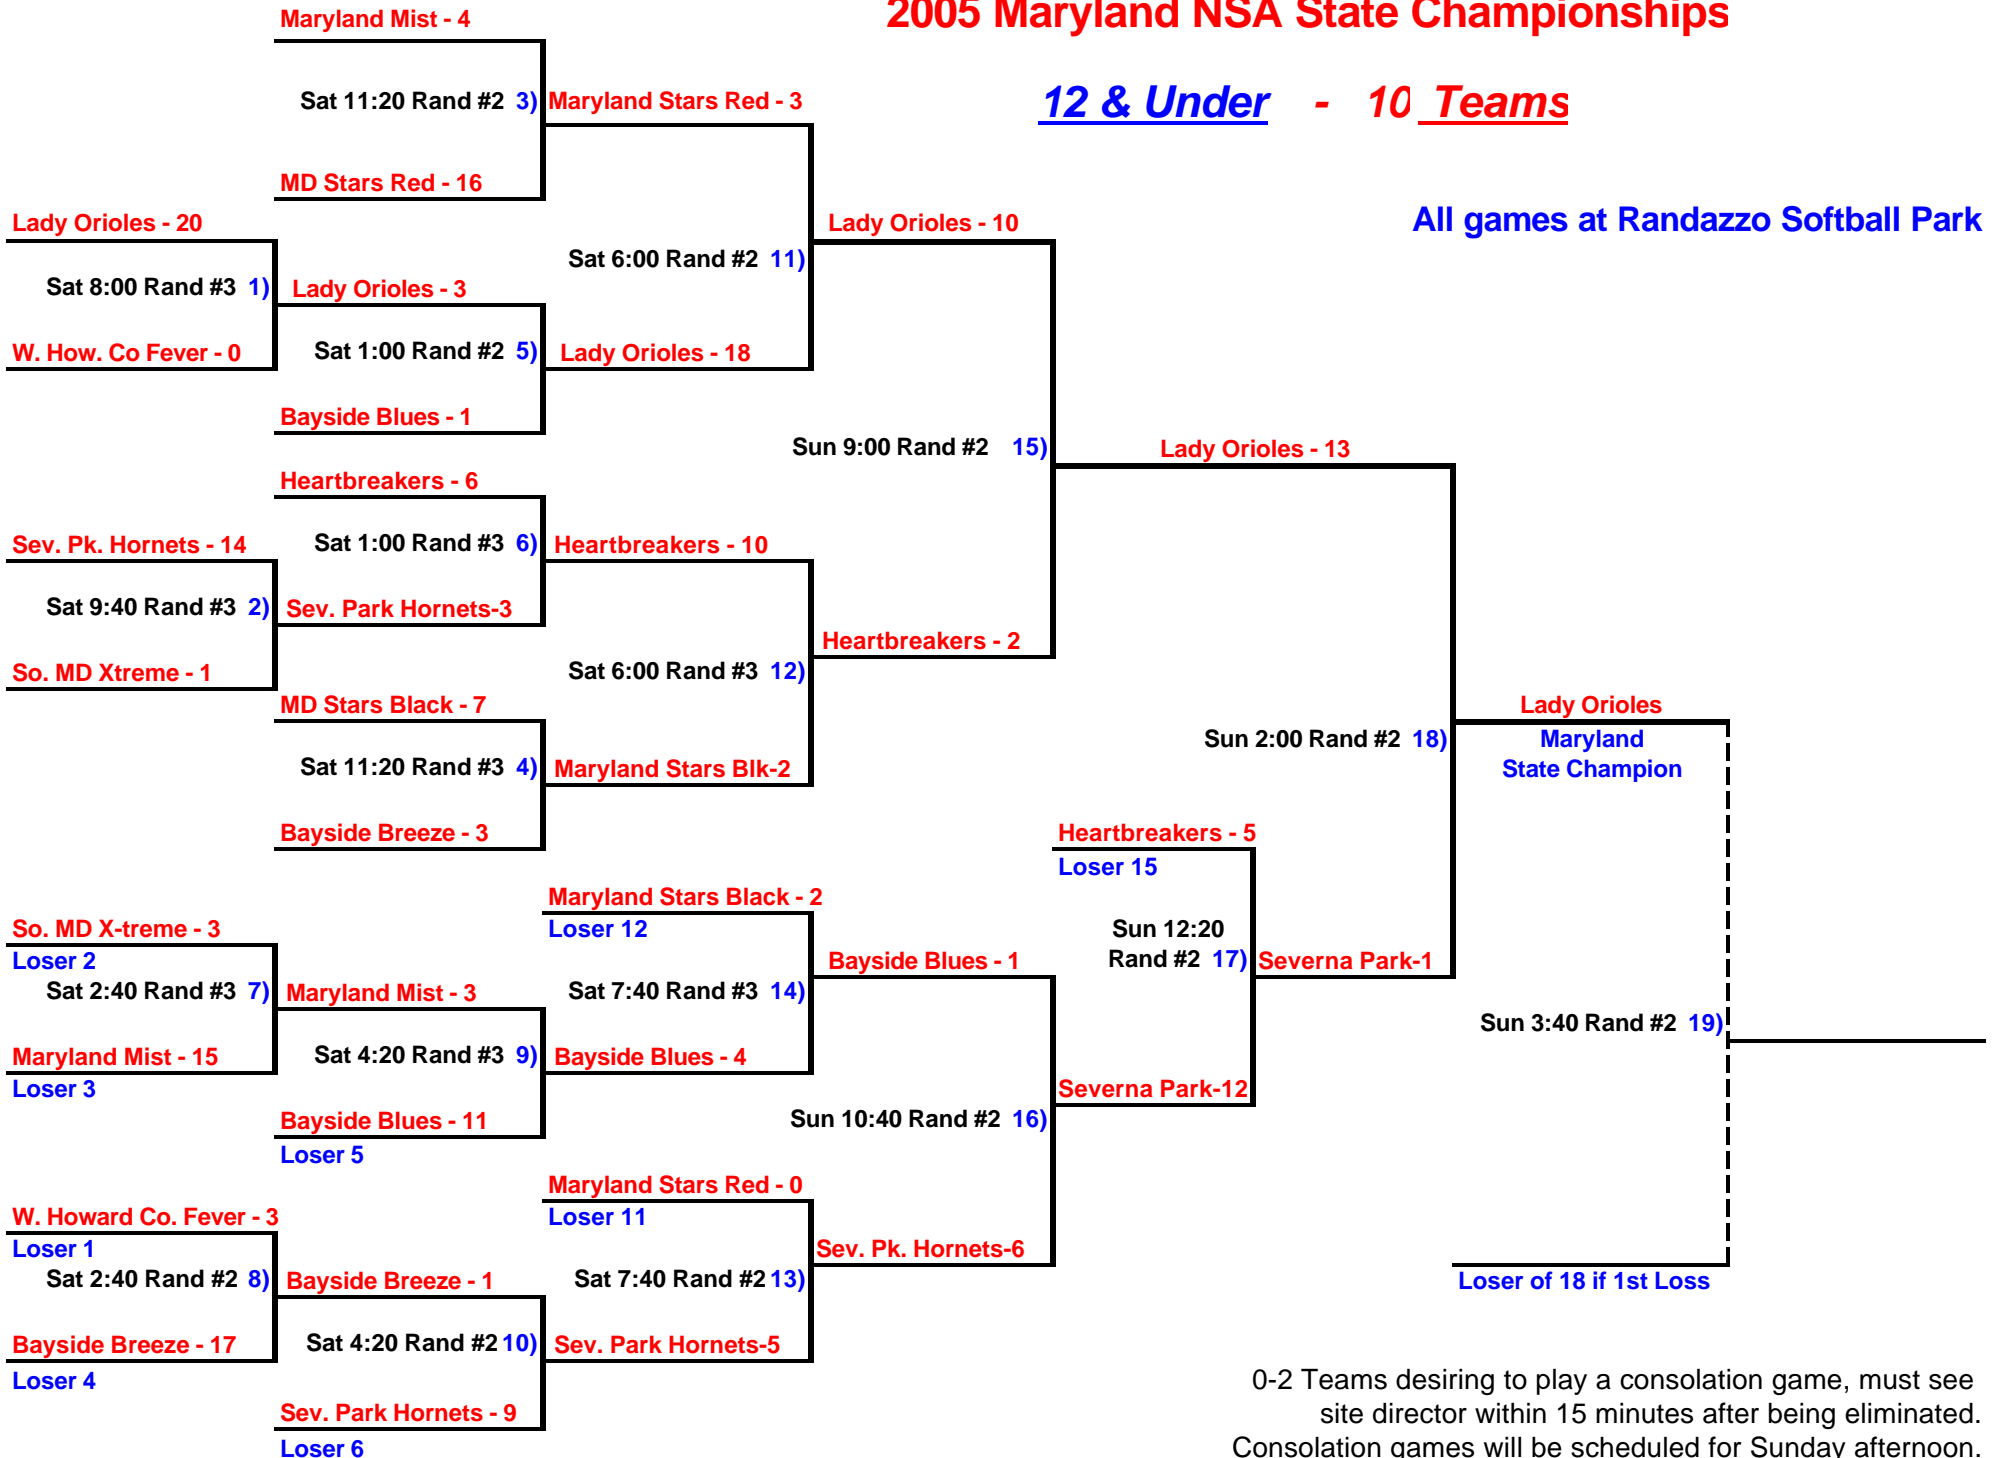 2005 Maryland NSA State Championships
12 & Under - 10 Teams
All games at Randazzo Softball Park
Maryland Mist - 4
Sat 11:20 Rand #2 3)
Maryland Stars Red - 3
MD Stars Red - 16
Lady Orioles - 20
Lady Orioles - 10
Sat 6:00 Rand #2 11)
Sat 8:00 Rand #3 1)
Lady Orioles - 3
W. How. Co Fever - 0
Sat 1:00 Rand #2 5)
Lady Orioles - 18
Bayside Blues - 1
Sun 9:00 Rand #2 15)
Lady Orioles - 13
Heartbreakers - 6
Sev. Pk. Hornets - 14
Sat 1:00 Rand #3 6)
Heartbreakers - 10
Sat 9:40 Rand #3 2)
Sev. Park Hornets-3
Heartbreakers - 2
So. MD Xtreme - 1
Sat 6:00 Rand #3 12)
MD Stars Black - 7
Lady Orioles
Sun 2:00 Rand #2 18)
Maryland
State Champion
Sat 11:20 Rand #3 4)
Maryland Stars Blk-2
Bayside Breeze - 3
Heartbreakers - 5
Loser 15
Maryland Stars Black - 2
Loser 12
So. MD X-treme - 3
Loser 2
Sun 12:20
Rand #2 17)
Severna Park-1
Bayside Blues - 1
Sat 2:40 Rand #3 7)
Maryland Mist - 3
Sat 7:40 Rand #3 14)
Sun 3:40 Rand #2 19)
Maryland Mist - 15
Loser 3
Sat 4:20 Rand #3 9)
Bayside Blues - 4
Severna Park-12
Bayside Blues - 11
Loser 5
Sun 10:40 Rand #2 16)
Maryland Stars Red - 0
Loser 11
W. Howard Co. Fever - 3
Loser 1
Sev. Pk. Hornets-6
Sat 2:40 Rand #2 8)
Bayside Breeze - 1
Sat 7:40 Rand #2 13)
Loser of 18 if 1st Loss
Bayside Breeze - 17
Loser 4
Sat 4:20 Rand #2 10)
Sev. Park Hornets-5
Sev. Park Hornets - 9
Loser 6
0-2 Teams desiring to play a consolation game, must see
site director within 15 minutes after being eliminated.
Consolation games will be scheduled for Sunday afternoon.